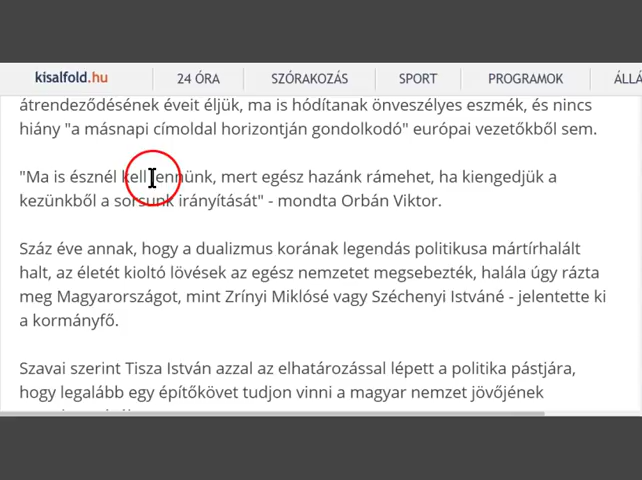 kisalfold.hu
24 ÓRA
SZÓRAKOZÁS
SPORT
PROGRAMOK
átrendeződésének éveit éljük, ma is hódítanak önveszélyes eszmék, és nincs
hiány "a másnapi címoldal horizontján gondolkodó" európai vezetőkből sem.
"Ma is észnél kell lennünk, mert egész hazánk rámehet, ha kiengedjük a
kezünkből a sorsunk irányítását" - mondta Orbán Viktor.
Száz éve annak, hogy a dualizmus korának legendás politikusa mártírhalált
halt, az életét kioltó lövések az egész nemzetet megsebezték, halála úgy rázta
meg Magyarországot, mint Zrínyi Miklósé vagy Széchenyi Istváné - jelentette ki
a kormányfő.
Szavai szerint Tisza István azzal az elhatározással lépett a politika pástjára,
hogy legalább egy építőkövet tudjon vinni a magyar nemzet jövőjének